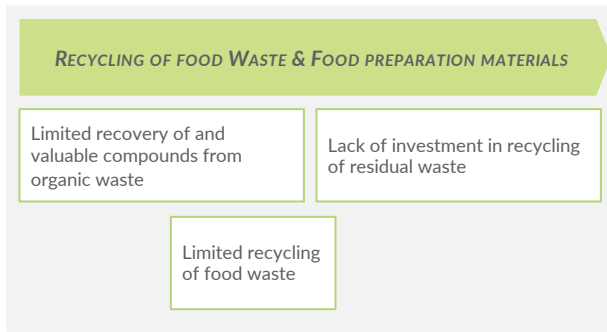 RECYCLING OF FOOD WASTE & FOOD PREPARATION MATERIALS
Limited recovery of and
valuable compounds from
organic waste
Lack of investment in recycling
of residual waste
Limited recycling
of food waste